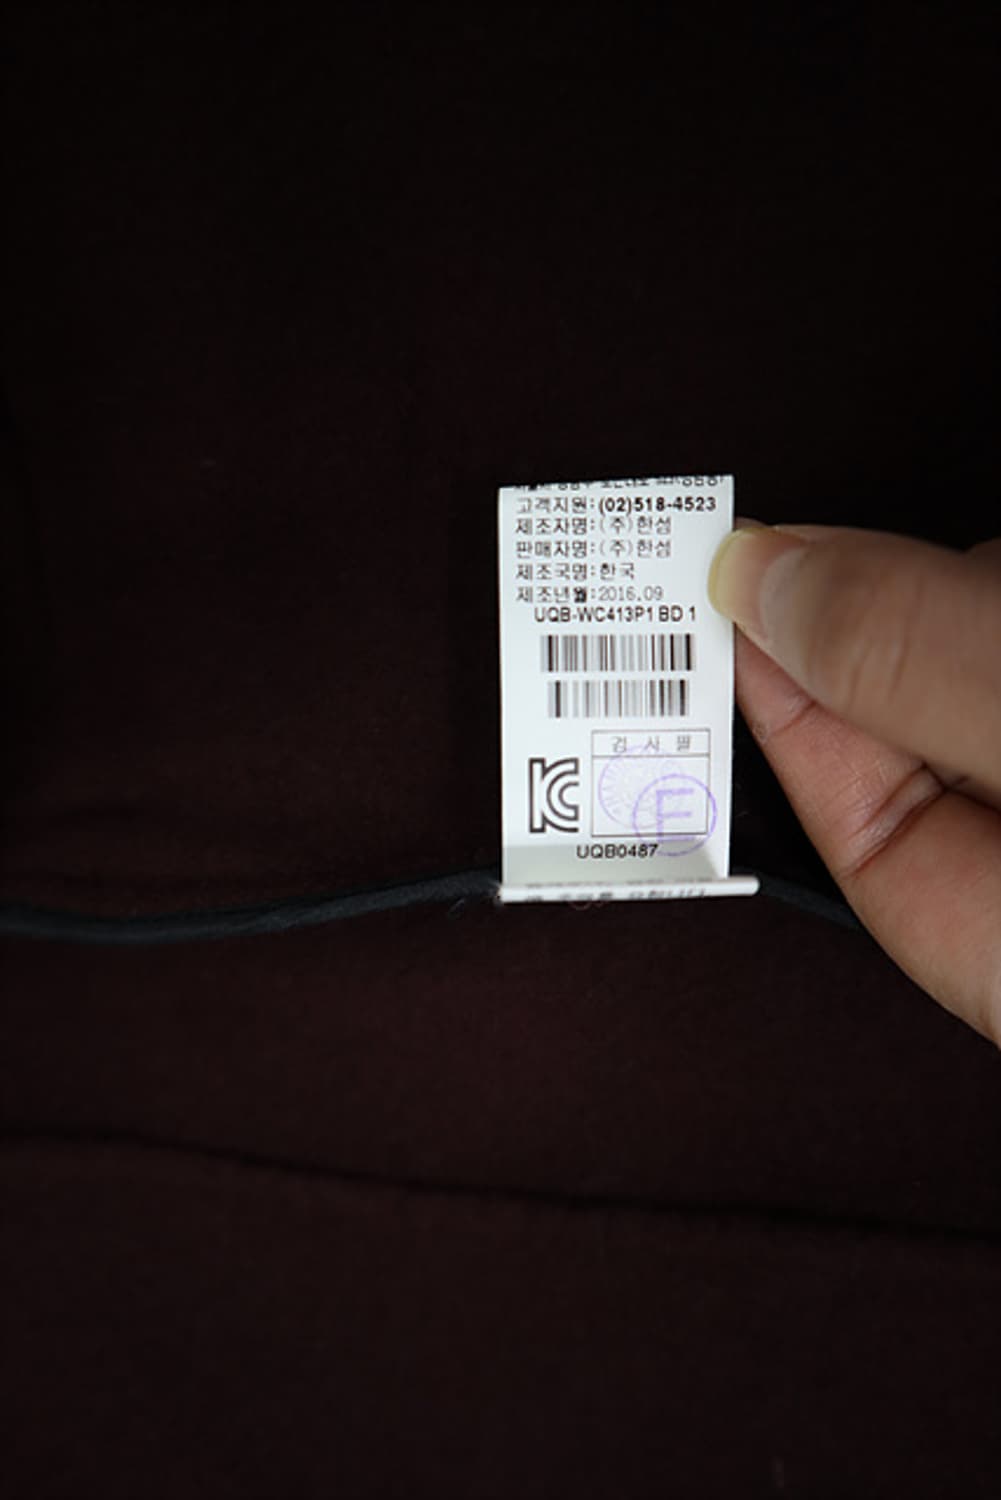 고객지원: (02)518-4523
제조자명: (주)한섬
판매자명: (주)한섬
제조국명: 한국
제조년월: 2016.09
UQB-WC413P1 BD 1
검 사 필
KC
E
UQB0487